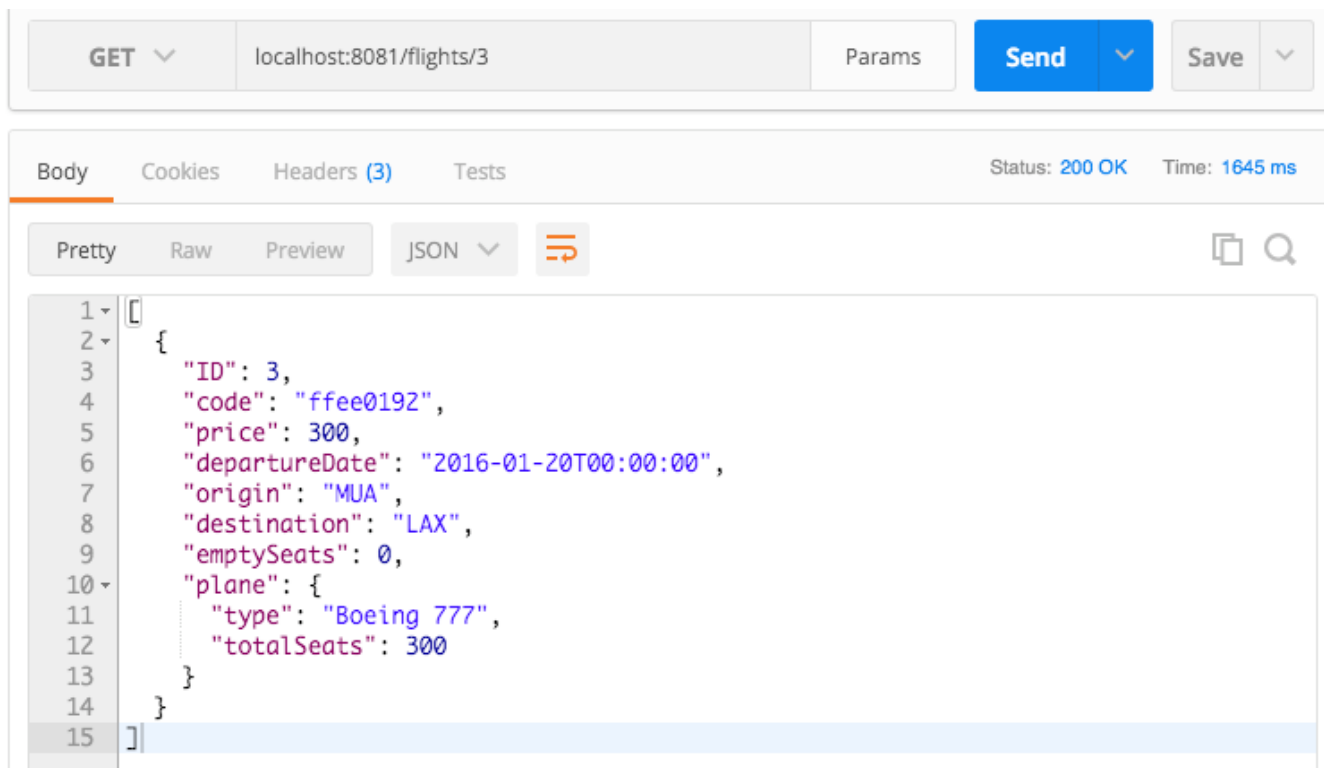 GET localhost:8081/flights/3 Params Send Save
Body Cookies Headers (3) Tests Status: 200 OK Time: 1645 ms
Pretty Raw Preview JSON
1 [
2 {
3 "ID": 3,
4 "code": "ffee0192",
5 "price": 300,
6 "departureDate": "2016-01-20T00:00:00",
7 "origin": "MUA",
8 "destination": "LAX",
9 "emptySeats": 0,
10 "plane": {
11 "type": "Boeing 777",
12 "totalSeats": 300
13 }
14 }
15 ]